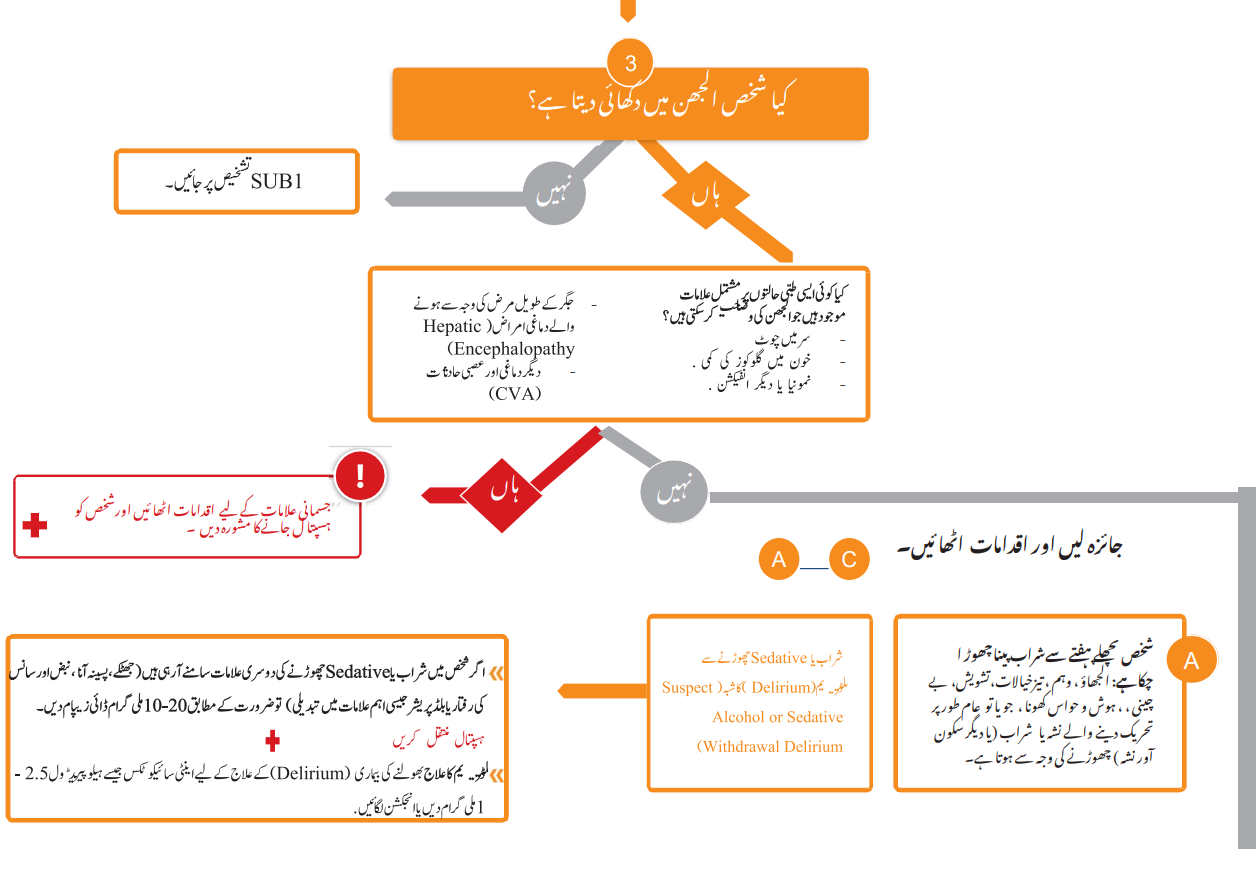 3
کیا شخص الجھن میں دکھائی دیتا ہے؟
نہیں
ہاں
SUB1 تشخیص پر جائیں۔
کیا کوئی ایسی طبی حالتوں پر مشتمل علامات
موجود ہیں جو الجھن کی وضاحت کر سکتی ہیں؟
- سر میں چوٹ
- خون میں گلوکوز کی کمی .
- نمونیا یا دیگر انفیکشن .
- جگر کے طویل مرض کی وجہ سے ہونے
والے دماغی امراض (Hepatic
Encephalopathy)
- دیگر دماغی اور عصبی حادثات
(CVA)
ہاں
نہیں
!
جسمانی علامات کے لیے اقدامات اٹھائیں اور شخص کو
ہسپتال جانے کا مشورہ دیں ۔
جائزہ لیں اور اقدامات اٹھائیں۔
A C
A
شخص پچھلے ہفتے سے شراب پینا چھوڑ ا
چکا ہے: الجھاؤ ، وہم ، تیز خیالات، تشویش، بے
چینی ، ، ہوش و حواس کھونا ، جو یا تو عام طور پر
تحریک دینے والے نشہ یا شراب (یا دیگر سکون
آور نشہ ) چھوڑنے کی وجہ سے ہوتا ہے۔
شراب یا Sedative چھوڑنے سے
یم (Delirium) کا شبہ (Suspect
Alcohol or Sedative
Withdrawal Delirium)
» اگر شخص میں شراب یا Sedative چھوڑنے کی دوسری علامات سامنے آ رہی ہیں (جھٹکے، پسینہ آنا ، نبض اور سانس
کی رفتار یا بلڈ پریشر جیسی اہم علامات میں تبدیلی) تو ضرورت کے مطابق 20-10 ملی گرام ڈائی زیپام دیں۔
ہسپتال منتقل کریں
» یم کا علاج بھولنے کی بیماری (Delirium) کے علاج کے لیے اینٹی سائیکوٹکس جیسے ہیلوپیریڈول 2.5 -
1 ملی گرام دیں یا انجکشن لگائیں.